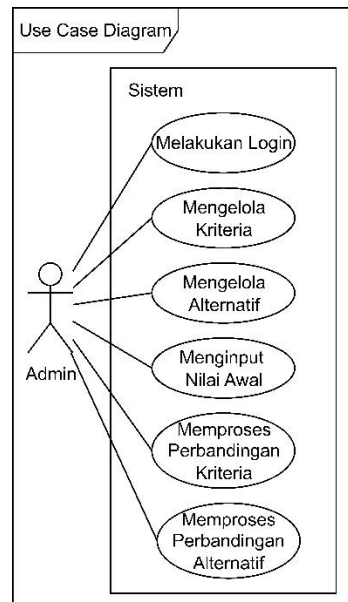 Use Case Diagram
Sistem
Melakukan Login
Mengelola
Kriteria
Mengelola
Alternatif
Admin
Menginput
Nilai Awal
Memproses
Perbandingan
Kriteria
Memproses
Perbandingan
Alternatif